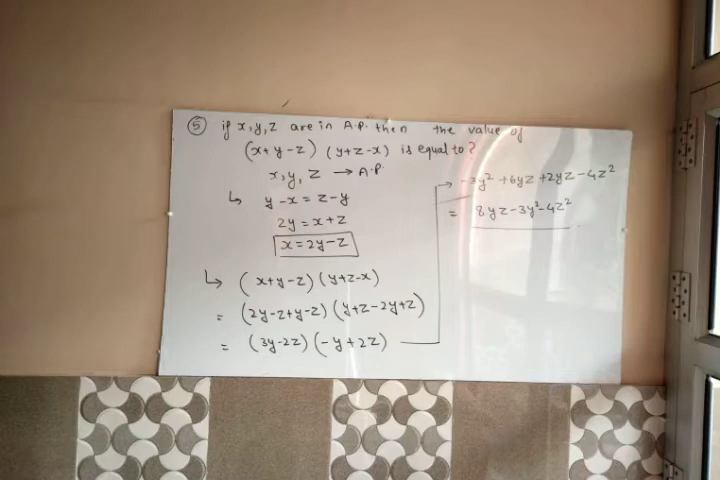 ⑤ if x,y,z are in A.P. then the value of
(x+y-z) (y+z-x) is equal to?
x,y,z → A.P.
↳ y-x = z-y
2y = x+z
x = 2y-z
↳ (x+y-z) (y+z-x)
= (2y-z+y-z) (y+z-2y+z)
= (3y-2z) (-y+2z)
→ -3y² + 6yz + 2yz - 4z²
= 8yz-3y²-4z²